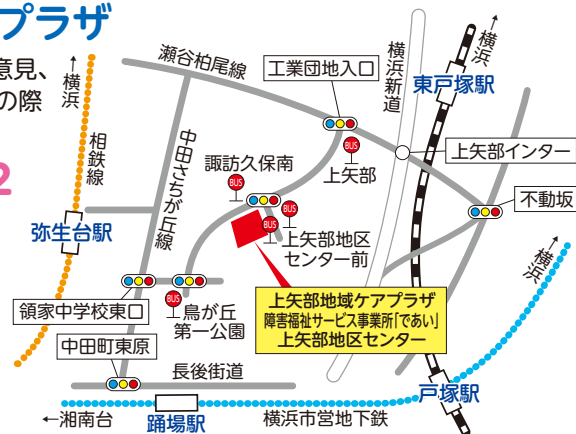 プラザ
意見、
の際
2
→横浜
相鉄線
弥生台駅
瀬谷柏尾線
中田さちが丘線
工業団地入口
横浜新道
→横浜
東戸塚駅
BUS
上矢部
上矢部インター
不動坂
諏訪久保南
BUS
BUS
BUS
上矢部地区
センター前
領家中学校東口
BUS
鳥が丘
第一公園
上矢部地域ケアプラザ
障害福祉サービス事業所「であい」
上矢部地区センター
→横浜
中田町東原
長後街道
戸塚駅
←湘南台
踊場駅
横浜市営地下鉄